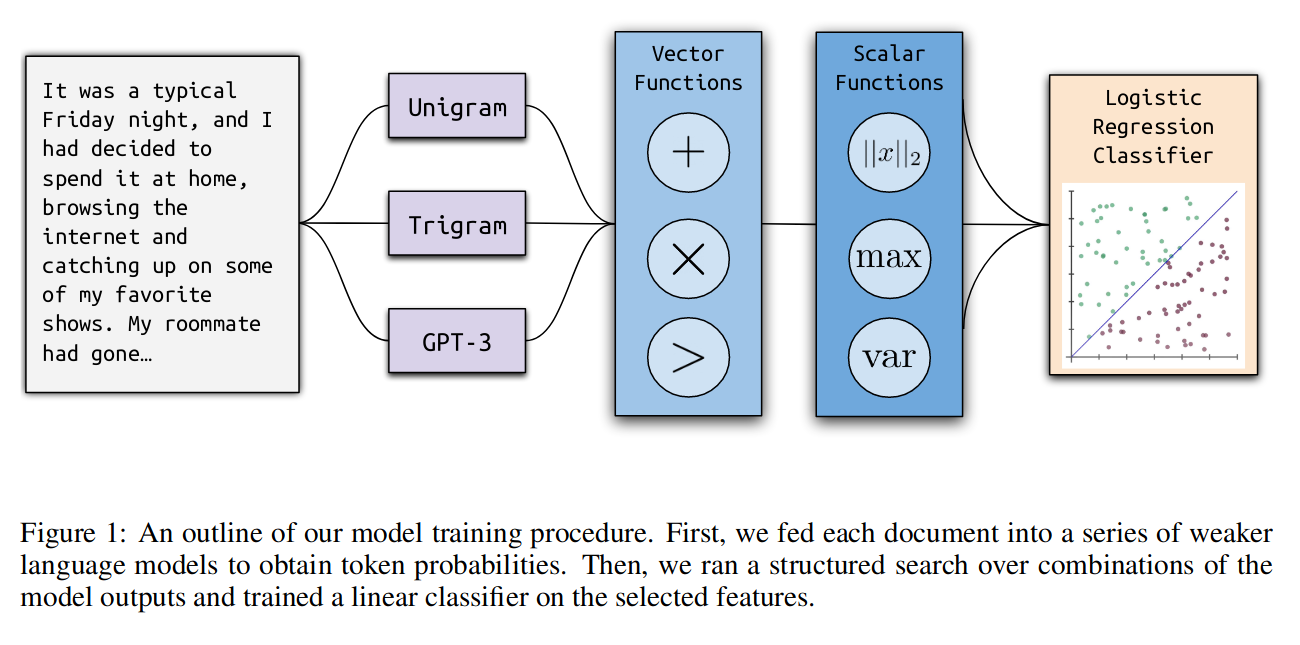 It was a typical
Friday night, and I
had decided to
spend it at home,
browsing the
internet and
catching up on some
of my favorite
shows. My roommate
had gone…
Unigram
Trigram
GPT-3
Vector
Functions
+
×
>
Scalar
Functions
||x||₂
max
var
Logistic
Regression
Classifier
Figure 1: An outline of our model training procedure. First, we fed each document into a series of weaker
language models to obtain token probabilities. Then, we ran a structured search over combinations of the
model outputs and trained a linear classifier on the selected features.